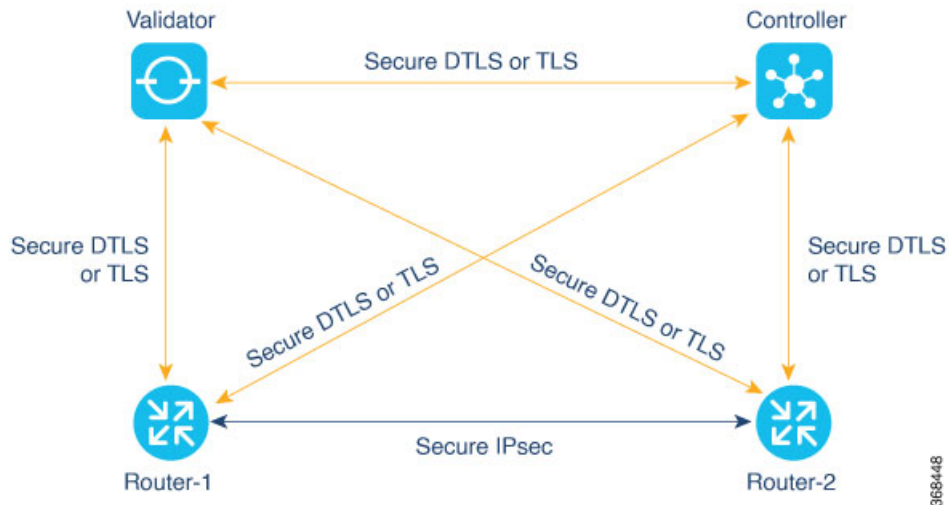 Validator
Controller
Secure DTLS or TLS
Secure DTLS
or TLS
Secure DTLS or TLS
Secure DTLS or TLS
Secure DTLS
or TLS
Secure IPsec
Router-1
Router-2
368448